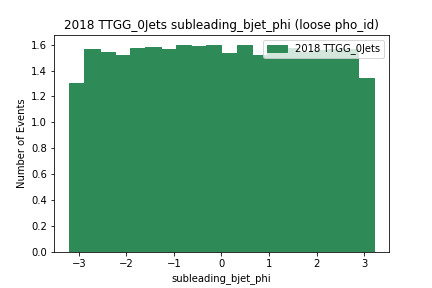 2018 TTGG_0Jets subleading_bjet_phi (loose pho_id)
2018 TTGG_0Jets
Number of Events
1.6
1.4
1.2
1.0
0.8
0.6
0.4
0.2
0.0
−3 −2 −1 0 1 2 3
subleading_bjet_phi